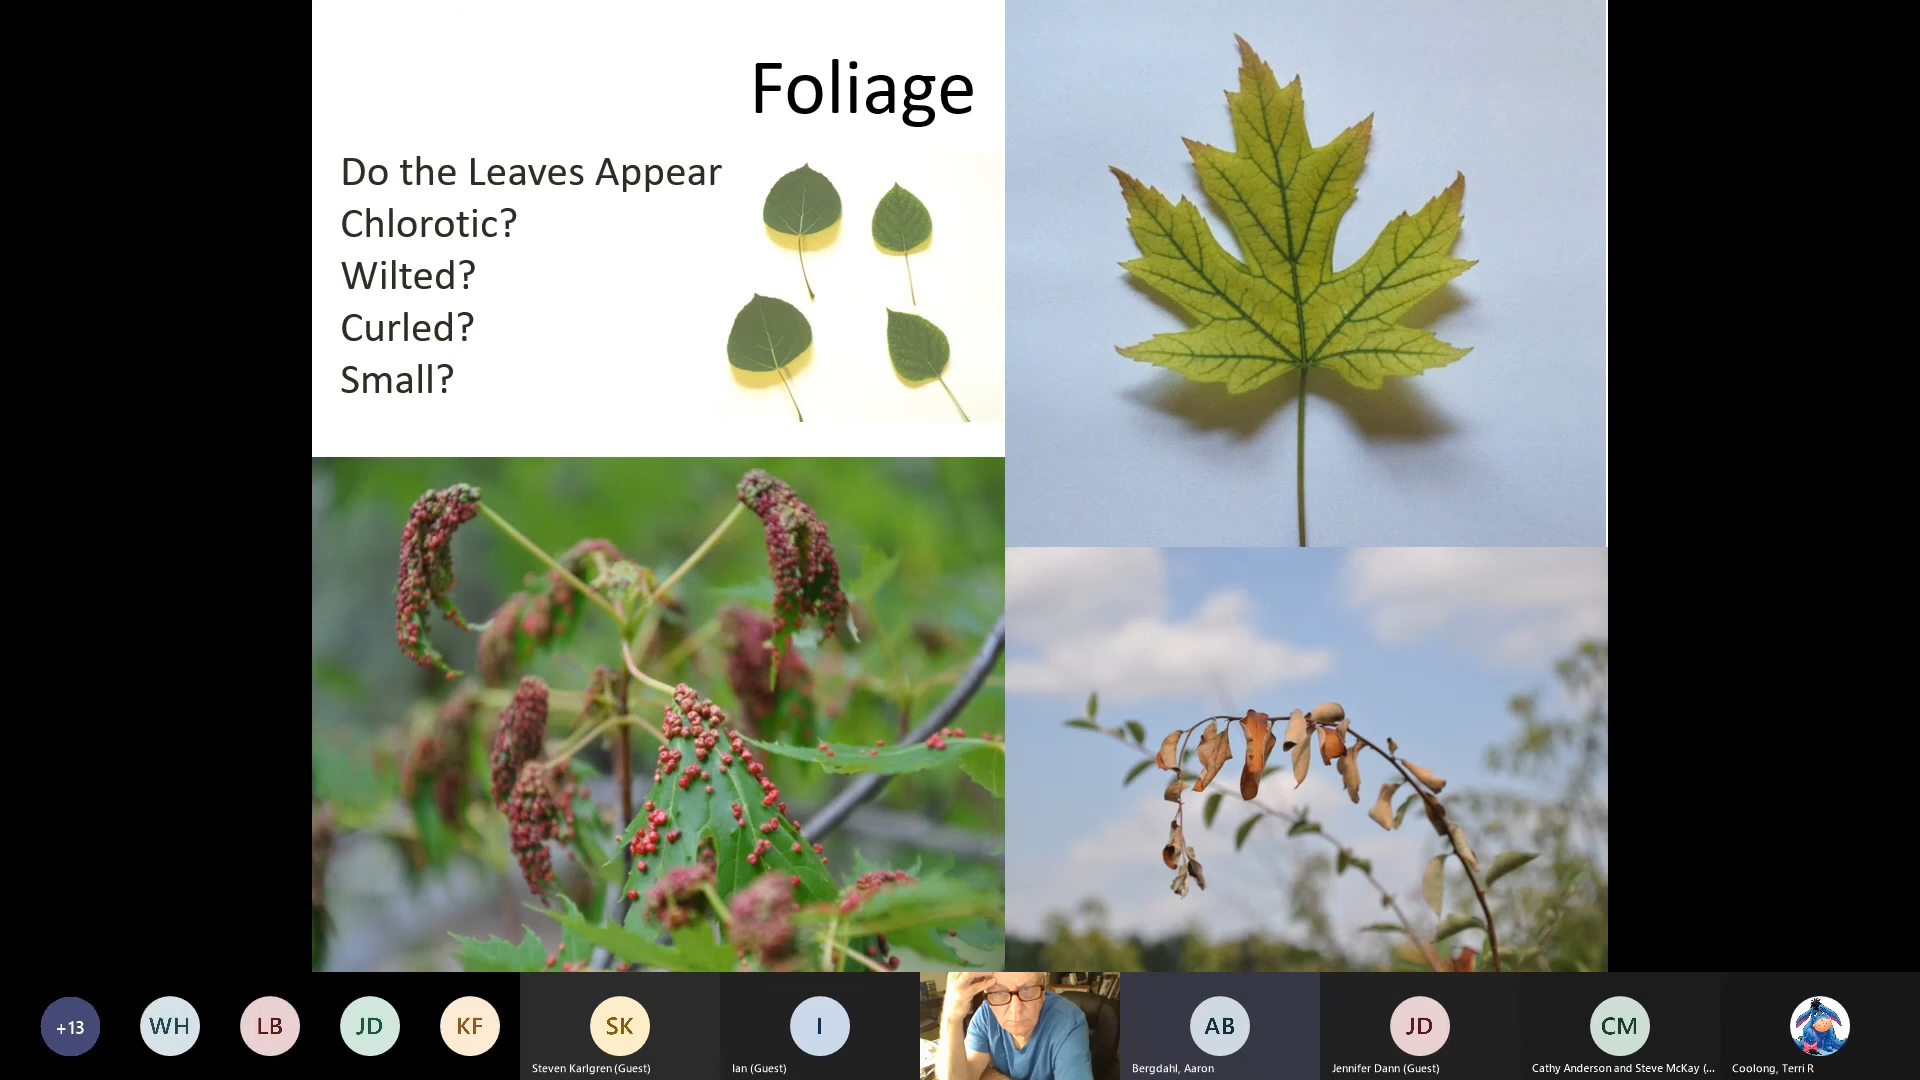 Foliage
Do the Leaves Appear
Chlorotic?
Wilted?
Curled?
Small?
+13
WH
LB
JD
KF
SK
Steven Karlgren (Guest)
I
Ian (Guest)
AB
Bergdahl, Aaron
JD
Jennifer Dann (Guest)
CM
Cathy Anderson and Steve McKay (...
Coolong, Terri R